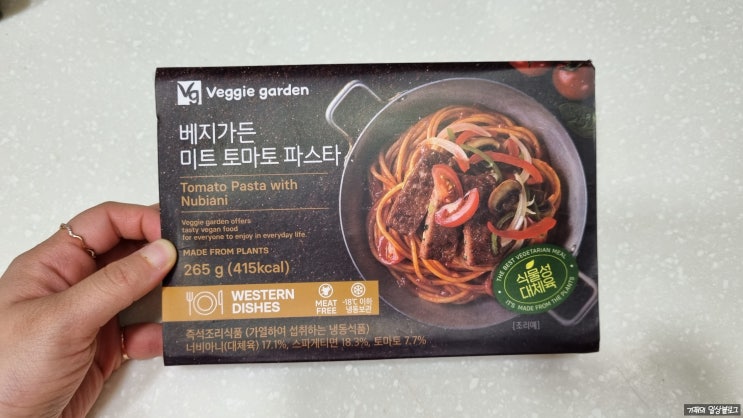 Vg Veggie garden
베지가든
미트 토마토 파스타
Tomato Pasta with
Nubiani
Veggie garden offers
tasty vegan food
for everyone to enjoy in everyday life.
MADE FROM PLANTS
265 g (415kcal)
WESTERN
DISHES
MEAT
FREE
-18℃ 이하
냉동보관
THE BEST VEGETARIAN MEAL
식물성
대체육
IT'S MADE FROM THE PLANTS
[조리예]
즉석조리식품 (가열하여 섭취하는 냉동식품)
너비아니(대체육) 17.1%, 스파게티면 18.3%, 토마토 7.7%